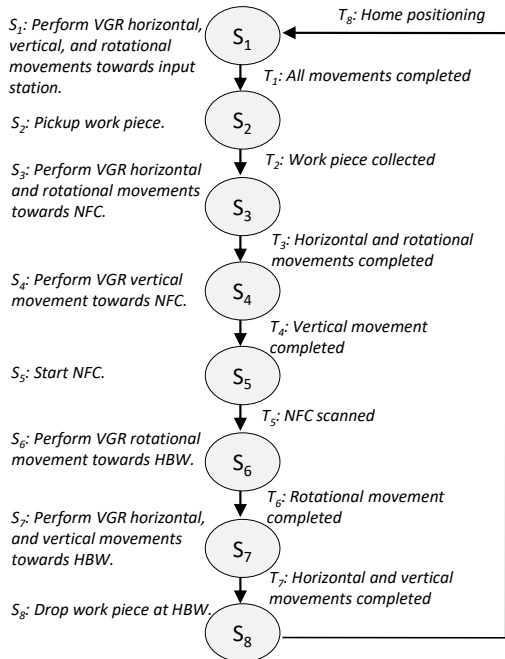 S1: Perform VGR horizontal,
vertical, and rotational
movements towards input
station.
T8: Home positioning
S1
T1: All movements completed
S2: Pickup work piece.
S2
T2: Work piece collected
S3: Perform VGR horizontal
and rotational movements
towards NFC.
S3
T3: Horizontal and rotational
movements completed
S4: Perform VGR vertical
movement towards NFC.
S4
T4: Vertical movement
completed
S5: Start NFC.
S5
T5: NFC scanned
S6: Perform VGR rotational
movement towards HBW.
S6
T6: Rotational movement
completed
S7: Perform VGR horizontal,
and vertical movements
towards HBW.
S7
T7: Horizontal and vertical
movements completed
S8: Drop work piece at HBW.
S8